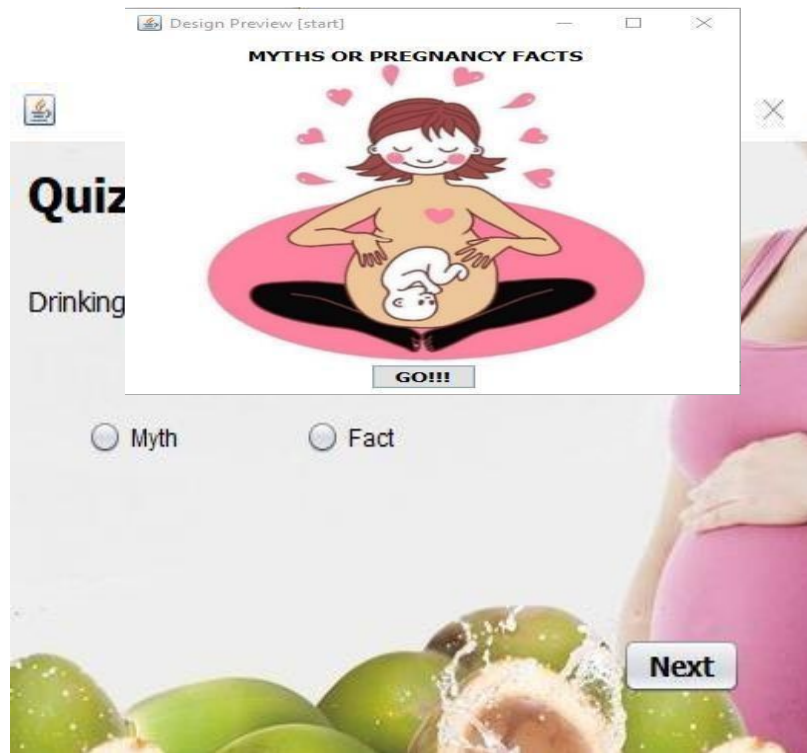 Design Preview [start]
MYTHS OR PREGNANCY FACTS
GO!!!
Quiz
Drinking
Myth
Fact
Next